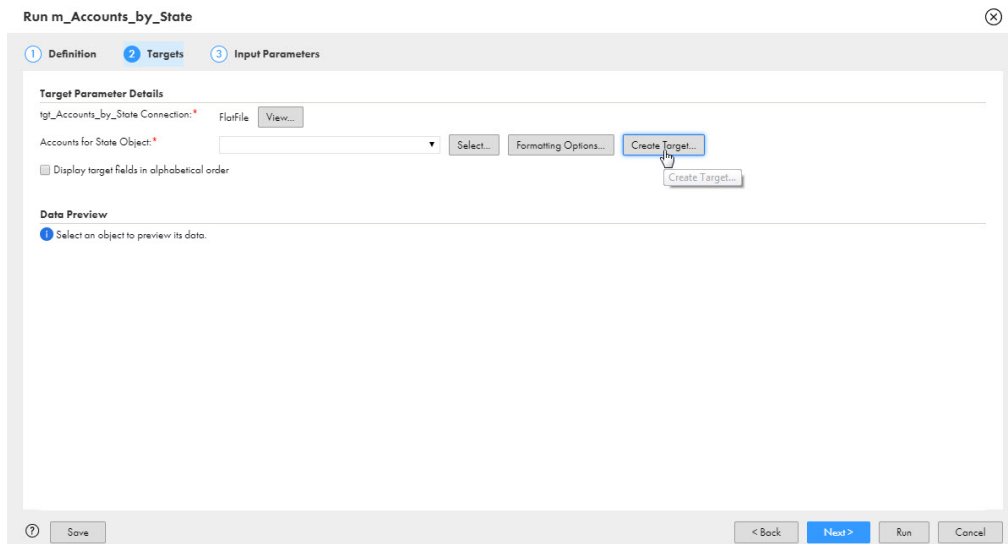 Run m_Accounts_by_State
1 Definition 2 Targets 3 Input Parameters
Target Parameter Details
tgt_Accounts_by_State Connection:* FlatFile View...
Accounts for State Object:* Select... Formatting Options... Create Target...
Create Target...
Display target fields in alphabetical order
Data Preview
Select an object to preview its data.
? Save < Back Next > Run Cancel